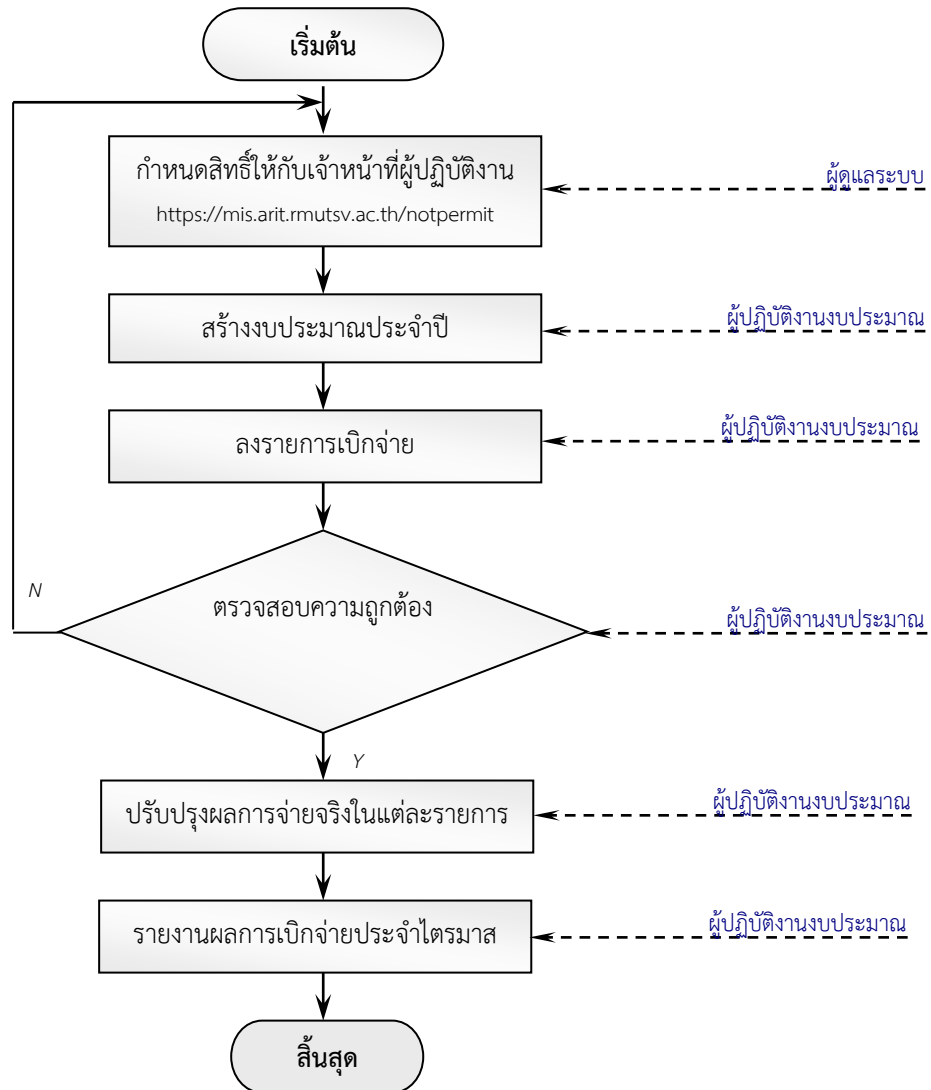 เริ่มต้น
กำหนดสิทธิ์ให้กับเจ้าหน้าที่ผู้ปฏิบัติงาน
https://mis.arit.rmutsv.ac.th/notpermit
ผู้ดูแลระบบ
สร้างงบประมาณประจำปี
ผู้ปฏิบัติงานงบประมาณ
ลงรายการเบิกจ่าย
ผู้ปฏิบัติงานงบประมาณ
N
ตรวจสอบความถูกต้อง
ผู้ปฏิบัติงานงบประมาณ
Y
ปรับปรุงผลการจ่ายจริงในแต่ละรายการ
ผู้ปฏิบัติงานงบประมาณ
รายงานผลการเบิกจ่ายประจำไตรมาส
ผู้ปฏิบัติงานงบประมาณ
สิ้นสุด